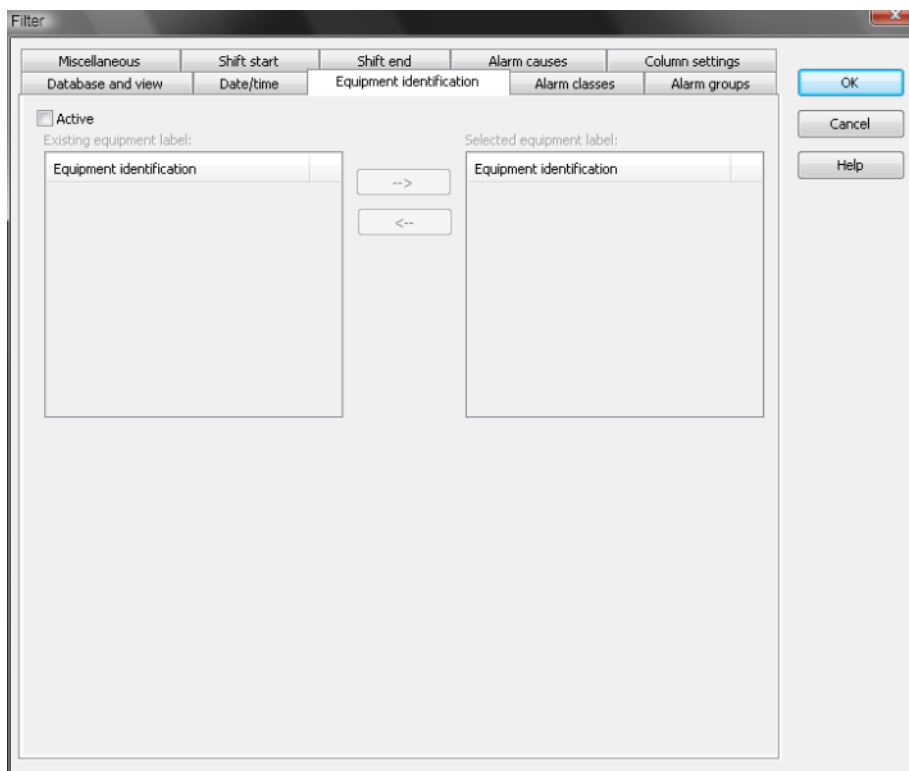 Filter
Miscellaneous Shift start Shift end Alarm causes Column settings
Database and view Date/time Equipment identification Alarm classes Alarm groups
OK
Active
Cancel
Existing equipment label: Selected equipment label:
Equipment identification Equipment identification
Help
-->
<--